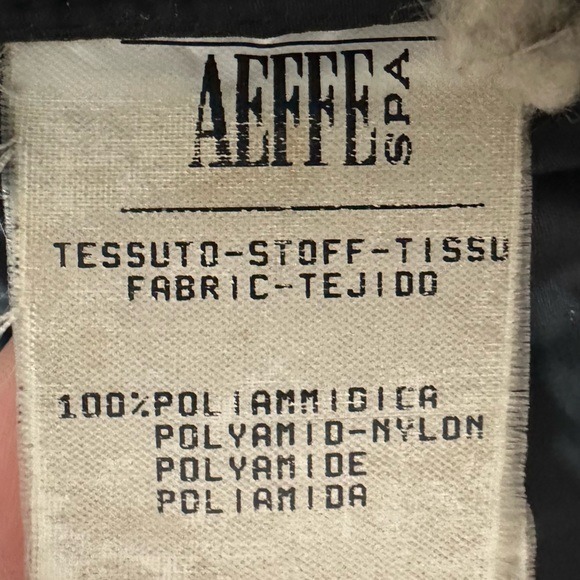 AEFFE SPA
TESSUTO-STOFF-TISSU
FABRIC-TEJIDO
100%POLIAMMIDICA
POLYAMID-NYLON
POLYAMIDE
POLIAMIDA